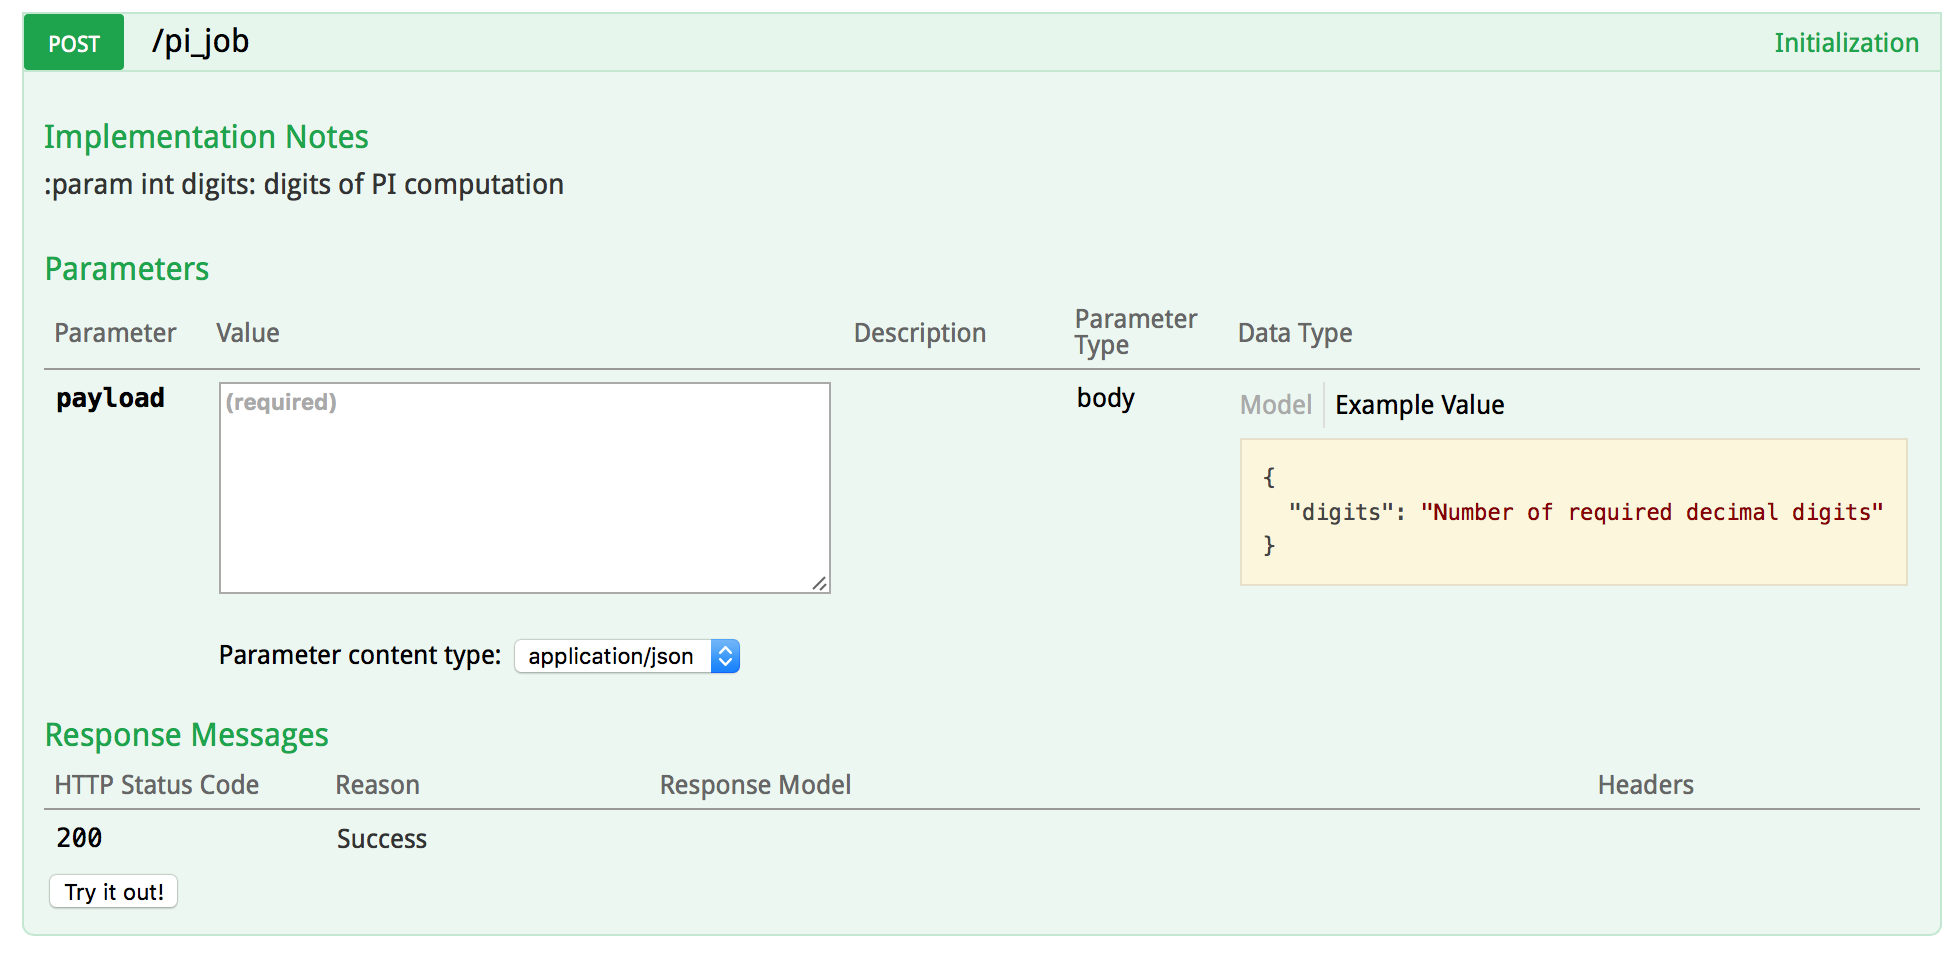 POST /pi_job Initialization
Implementation Notes
:param int digits: digits of PI computation
Parameters
Parameter Value Description Parameter Type Data Type
payload (required) body Model Example Value
{
"digits": "Number of required decimal digits"
}
Parameter content type: application/json
Response Messages
HTTP Status Code Reason Response Model Headers
200 Success
Try it out!